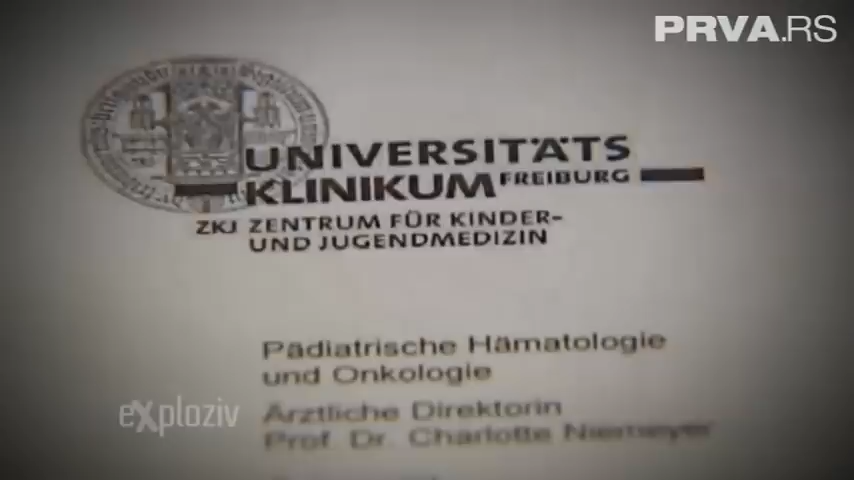 PRVA.RS
UNIVERSITÄTS
KLINIKUM FREIBURG
ZKJ ZENTRUM FÜR KINDER-
UND JUGENDMEDIZIN
Pädiatrische Hämatologie
und Onkologie
Ärztliche Direktorin
Prof. Dr. Charlotte Niemeyer
eXploziv